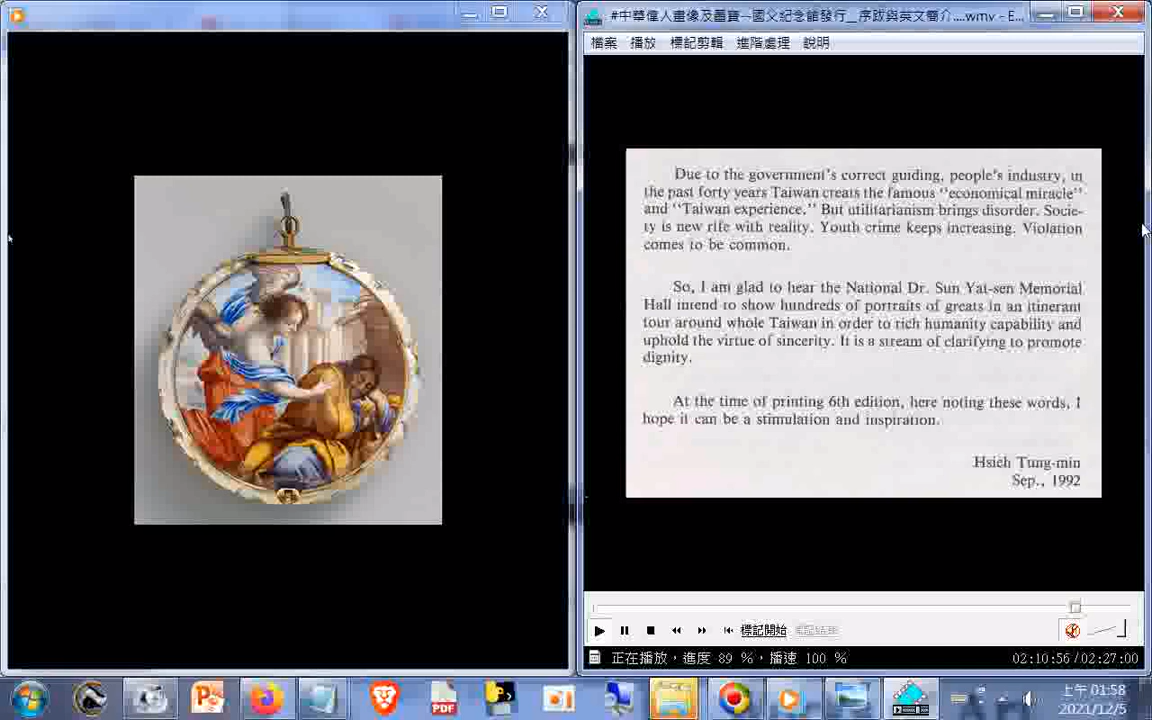 #中華偉人畫像及墨寶--國父紀念館發行__序跋與英文簡介....wmv - E...
檔案 播放 標記剪輯 進階處理 說明
Due to the government's correct guiding, people's industry, in
the past forty years Taiwan creats the famous "economical miracle"
and "Taiwan experience." But utilitarianism brings disorder. Socie-
ty is new rife with reality. Youth crime keeps increasing. Violation
comes to be common.
So, I am glad to hear the National Dr. Sun Yat-sen Memorial
Hall intend to show hundreds of portraits of greats in an itinerant
tour around whole Taiwan in order to rich humanity capability and
uphold the virtue of sincerity. It is a stream of clarifying to promote
dignity.
At the time of printing 6th edition, here noting these words, I
hope it can be a stimulation and inspiration.
Hsieh Tung-min
Sep., 1992
標記開始
正在播放，進度 89 %，播速 100 %
02:10:56 / 02:27:00
PDF
上午 01:58
2021/12/5